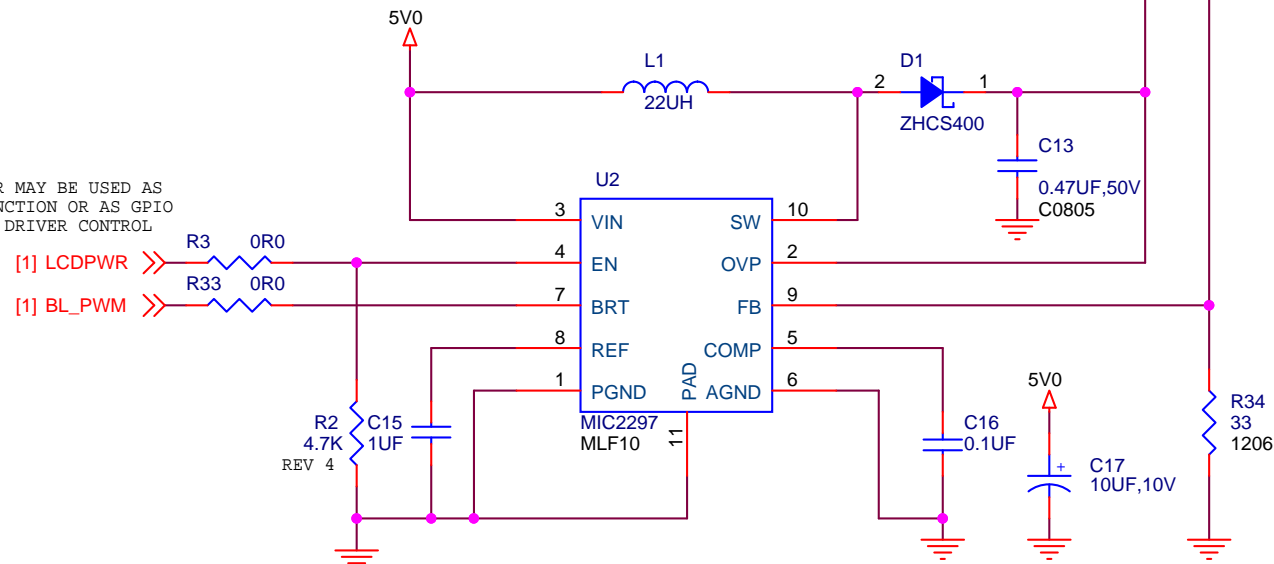 5V0
L1
22UH
2
D1
1
ZHCS400
C13
0.47UF,50V
C0805
R MAY BE USED AS
NCTION OR AS GPIO
DRIVER CONTROL
[1] LCDPWR
R3
0R0
[1] BL_PWM
R33
0R0
U2
3
VIN
SW
10
4
EN
OVP
2
7
BRT
FB
9
8
REF
COMP
5
1
PGND
PAD
AGND
6
MIC2297
MLF10
11
R2
4.7K
REV 4
C15
1UF
C16
0.1UF
5V0
+
C17
10UF,10V
R34
33
1206